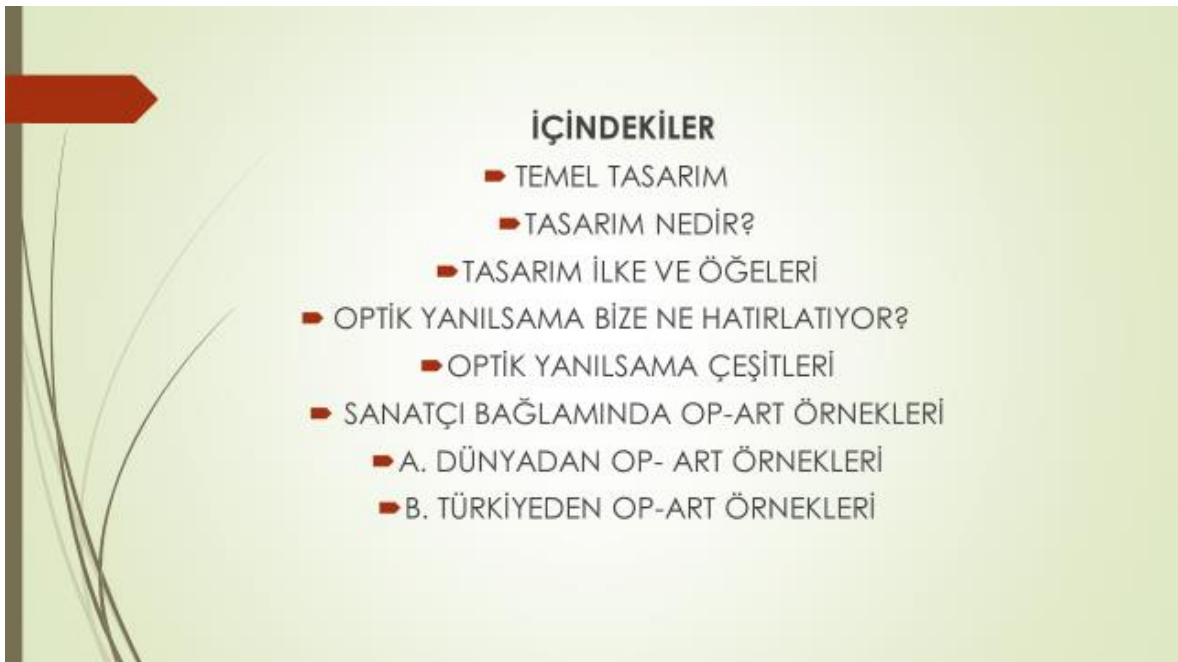 İÇİNDEKİLER
TEMEL TASARIM
TASARIM NEDİR?
TASARIM İLKE VE ÖĞELERİ
OPTİK YANILSAMA BİZE NE HATIRLATIYOR?
OPTİK YANILSAMA ÇEŞİTLERİ
SANATÇI BAĞLAMINDA OP-ART ÖRNEKLERİ
A. DÜNYADAN OP- ART ÖRNEKLERİ
B. TÜRKİYEDEN OP-ART ÖRNEKLERİ